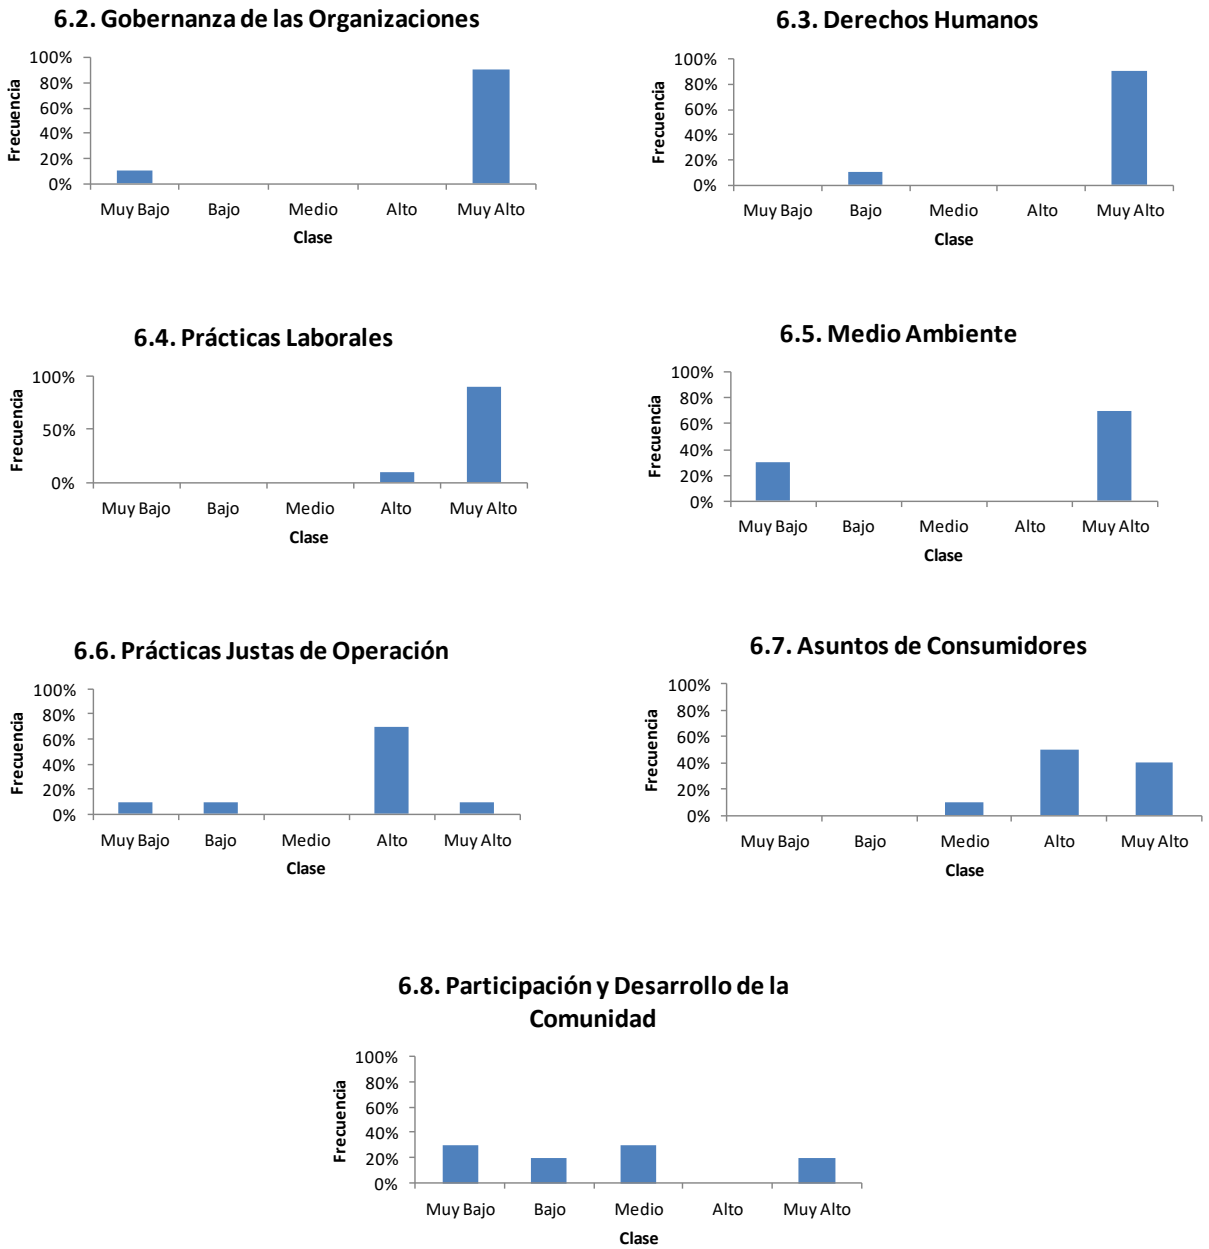 6.2. Gobernanza de las Organizaciones
Frecuencia
100%
80%
60%
40%
20%
0%
Muy Bajo Bajo Medio Alto Muy Alto
Clase
6.3. Derechos Humanos
Frecuencia
100%
80%
60%
40%
20%
0%
Muy Bajo Bajo Medio Alto Muy Alto
Clase
6.4. Prácticas Laborales
Frecuencia
100%
50%
0%
Muy Bajo Bajo Medio Alto Muy Alto
Clase
6.5. Medio Ambiente
Frecuencia
100%
80%
60%
40%
20%
0%
Muy Bajo Bajo Medio Alto Muy Alto
Clase
6.6. Prácticas Justas de Operación
Frecuencia
100%
80%
60%
40%
20%
0%
Muy Bajo Bajo Medio Alto Muy Alto
Clase
6.7. Asuntos de Consumidores
Frecuencia
100%
80%
60%
40%
20%
0%
Muy Bajo Bajo Medio Alto Muy Alto
Clase
6.8. Participación y Desarrollo de la
Comunidad
Frecuencia
100%
80%
60%
40%
20%
0%
Muy Bajo Bajo Medio Alto Muy Alto
Clase